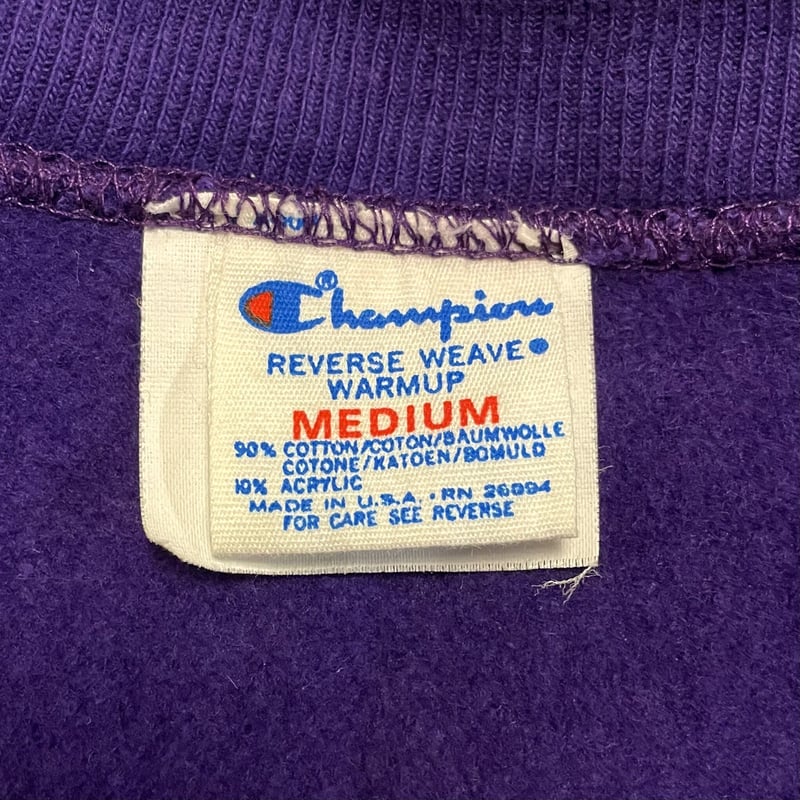 Champion®
REVERSE WEAVE®
WARMUP
MEDIUM
90% COTTON/COTON/BAUMWOLLE
COTONE/KATOEN/BOMULD
10% ACRYLIC
MADE IN U.S.A. · RN 26094
FOR CARE SEE REVERSE